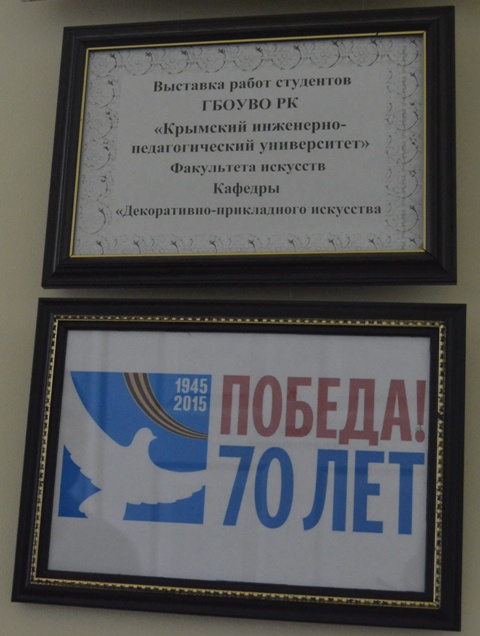 Выставка работ студентов
ГБОУВО РК
«Крымский инженерно-
педагогический университет»
Факультета искусств
Кафедры
«Декоративно-прикладного искусства
1945
2015
ПОБЕДА!
70 ЛЕТ